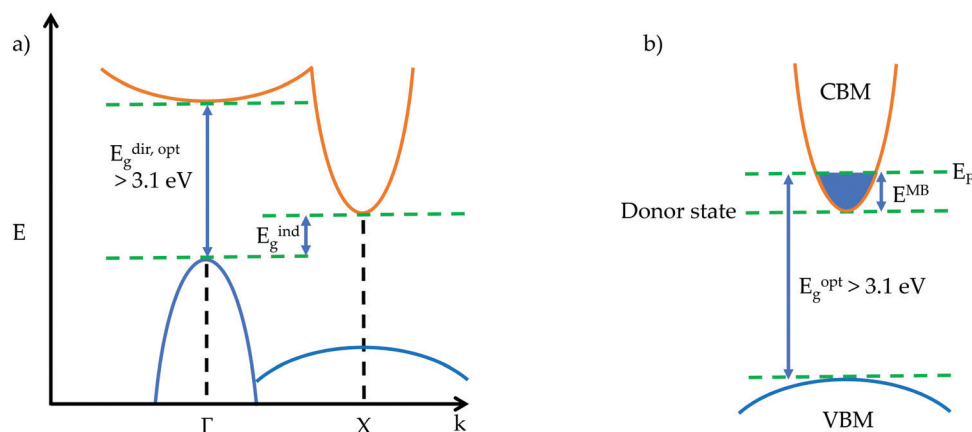 a)
E_g^dir, opt
> 3.1 eV
E
E_g^ind
Γ
X
k
b)
CBM
E_F
E^MB
Donor state
E_g^opt > 3.1 eV
VBM